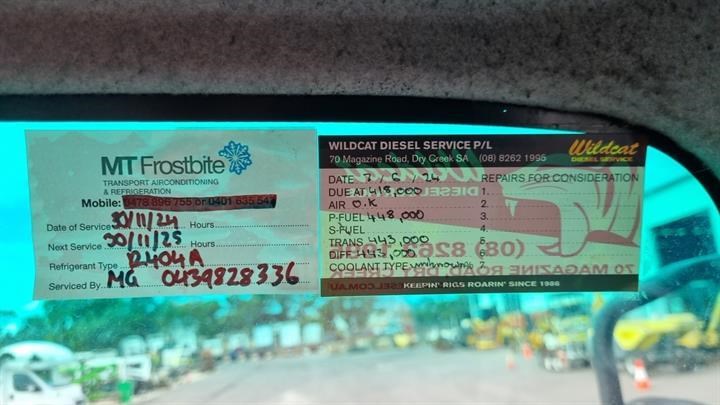 MT Frostbite
TRANSPORT AIRCONDITIONING
& REFRIGERATION
Mobile: 0478 896 755 or 0401 635 54
Date of Service 30/11/24 Hours
Next Service 30/11/25 Hours
Refrigerant Type R404A
Serviced By MG 0439828336
WILDCAT DIESEL SERVICE P/L
70 Magazine Road, Dry Creek SA (08) 8262 1995
Wildcat
DIESEL SERVICE
DATE 7.6.24 REPAIRS FOR CONSIDERATION
DUE AT 418,000 1.
AIR O.K 2.
P-FUEL 448,000 3.
S-FUEL 4.
TRANS 443,000 5.
DIFF 443,000 6.
COOLANT TYPE unknown 7.
KEEPIN' RIGS ROARIN' SINCE 1986